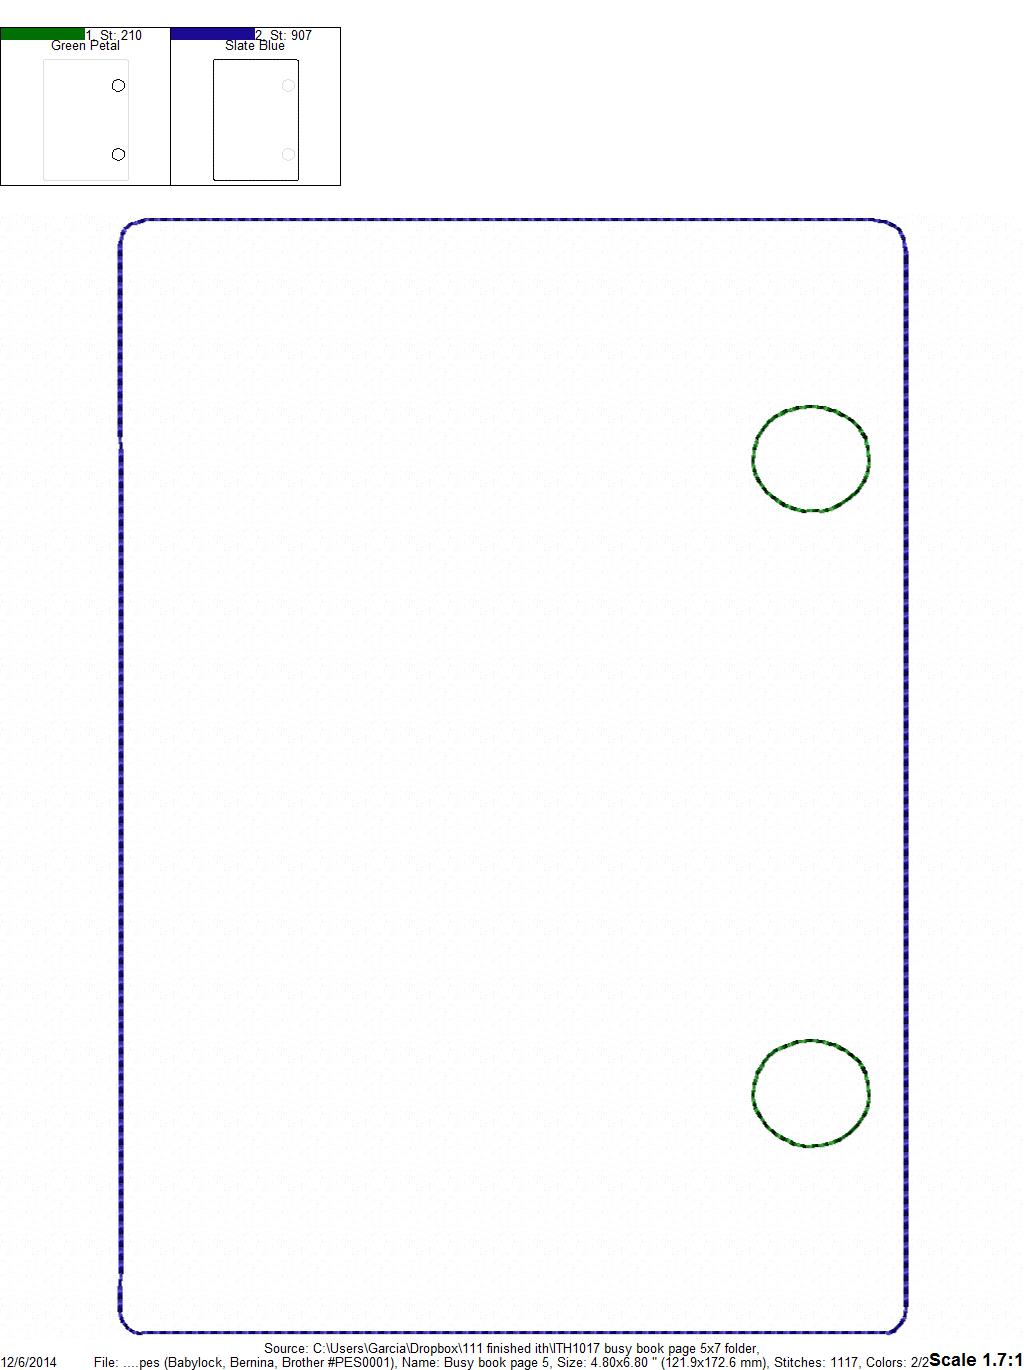 1, St: 210
Green Petal
2, St: 907
Slate Blue
Source: C:\Users\Garcia\Dropbox\111 finished ith\ITH1017 busy book page 5x7 folder,
12/6/2014 File: ....pes (Babylock, Bernina, Brother #PES0001), Name: Busy book page 5, Size: 4.80x6.80 " (121.9x172.6 mm), Stitches: 1117, Colors: 2/2 Scale 1.7:1